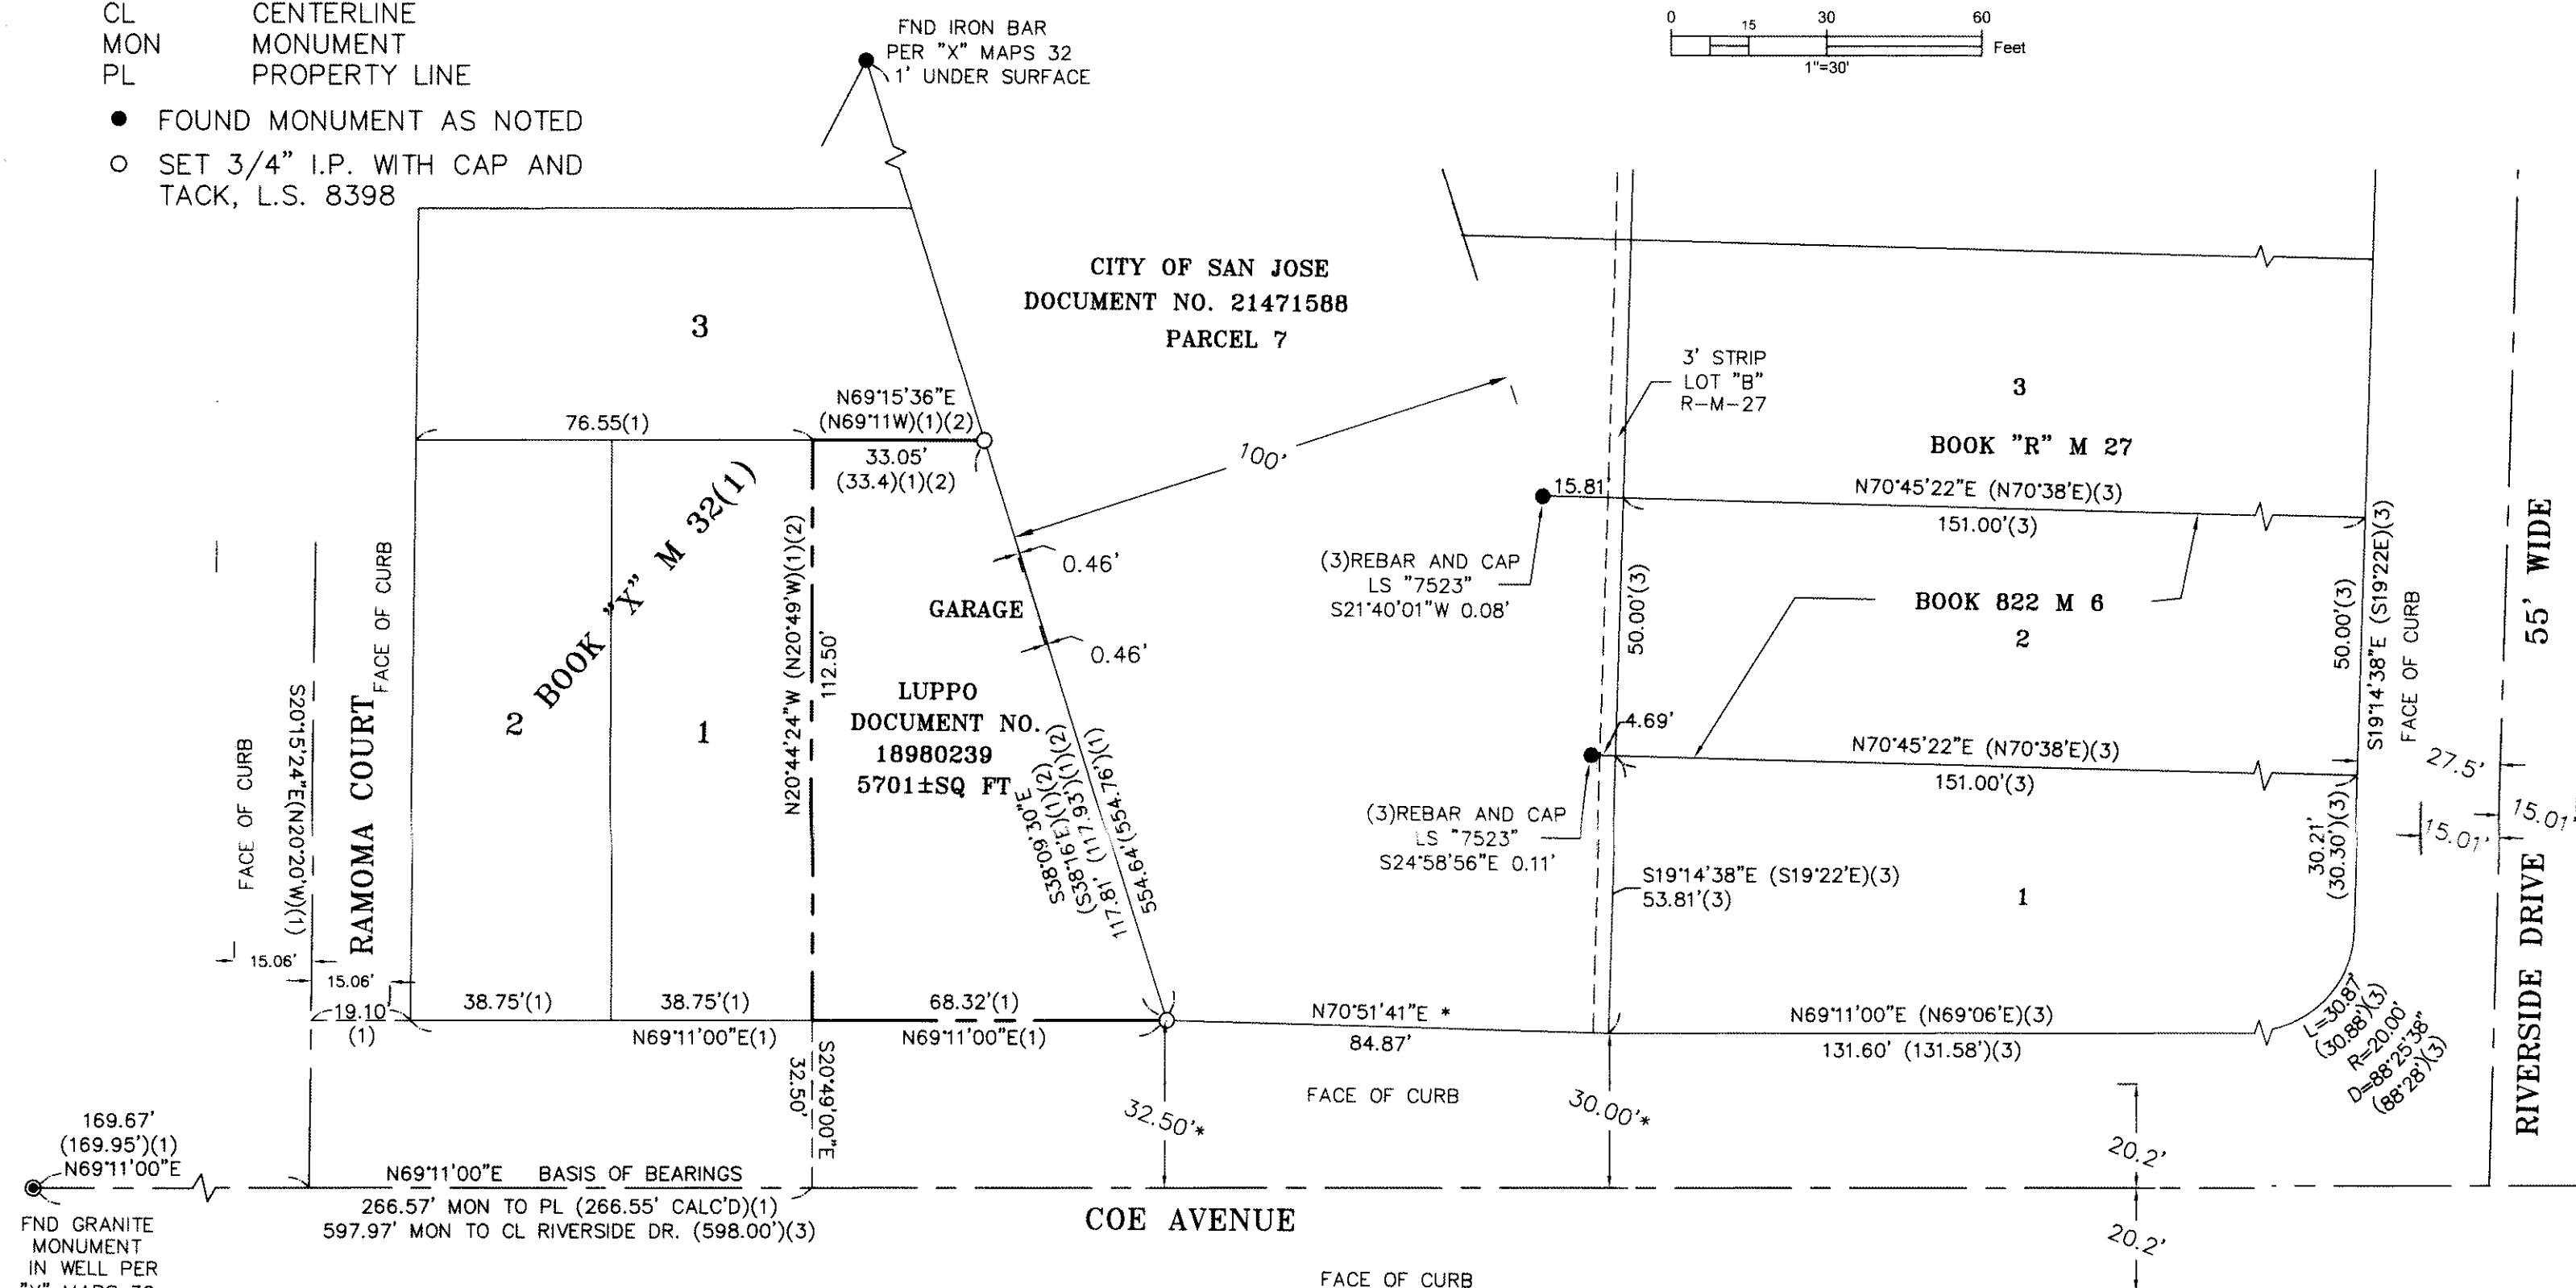 CL CENTERLINE
MON MONUMENT
PL PROPERTY LINE
● FOUND MONUMENT AS NOTED
○ SET 3/4" I.P. WITH CAP AND
TACK, L.S. 8398
FND IRON BAR
PER "X" MAPS 32
1' UNDER SURFACE
0 15 30 60
Feet
1"=30'
CITY OF SAN JOSE
DOCUMENT NO. 21471588
PARCEL 7
3
76.55(1)
N69°15'36"E
(N69°11W)(1)(2)
33.05'
(33.4)(1)(2)
BOOK "X" M 32(1)
2
1
N20°44'24"W (N20°49'W)(1)(2)
112.50'
GARAGE
0.46'
0.46'
100'
LUPPO
DOCUMENT NO.
18980239
5701±SQ FT
S38°09'30"E
(S38°16'E)(1)(2)
117.81' (117.93')(1)(2)
554.64'(554.76')(1)
3' STRIP
LOT "B"
R-M-27
3
BOOK "R" M 27
15.81'
N70°45'22"E (N70°38'E)(3)
151.00'(3)
(3)REBAR AND CAP
LS "7523"
S21°40'01"W 0.08'
50.00'(3)
BOOK 822 M 6
2
50.00'(3)
S19°14'38"E (S19°22E)(3)
FACE OF CURB
55' WIDE
4.69'
N70°45'22"E (N70°38'E)(3)
151.00'(3)
(3)REBAR AND CAP
LS "7523"
S24°58'56"E 0.11'
S19°14'38"E (S19°22'E)(3)
53.81'(3)
1
30.21'
(30.30')(3)
27.5'
15.01'
15.01'
RIVERSIDE DRIVE
FACE OF CURB
S20°15'24"E(N20°20'W)(1)
RAMOMA COURT
FACE OF CURB
15.06'
15.06'
19.10'
(1)
38.75'(1)
38.75'(1)
N69°11'00"E(1)
68.32'(1)
N69°11'00"E(1)
S20°49'00"E
32.50'
N70°51'41"E *
84.87'
N69°11'00"E (N69°06'E)(3)
131.60' (131.58')(3)
L=30.87'
(30.88')(3)
R=20.00'
D=88°25'38"
(88°28')(3)
FACE OF CURB
32.50'*
30.00'*
20.2'
20.2'
169.67'
(169.95')(1)
N69°11'00"E
N69°11'00"E BASIS OF BEARINGS
266.57' MON TO PL (266.55' CALC'D)(1)
597.97' MON TO CL RIVERSIDE DR. (598.00')(3)
COE AVENUE
FACE OF CURB
FND GRANITE
MONUMENT
IN WELL PER
"X" MAPS 32